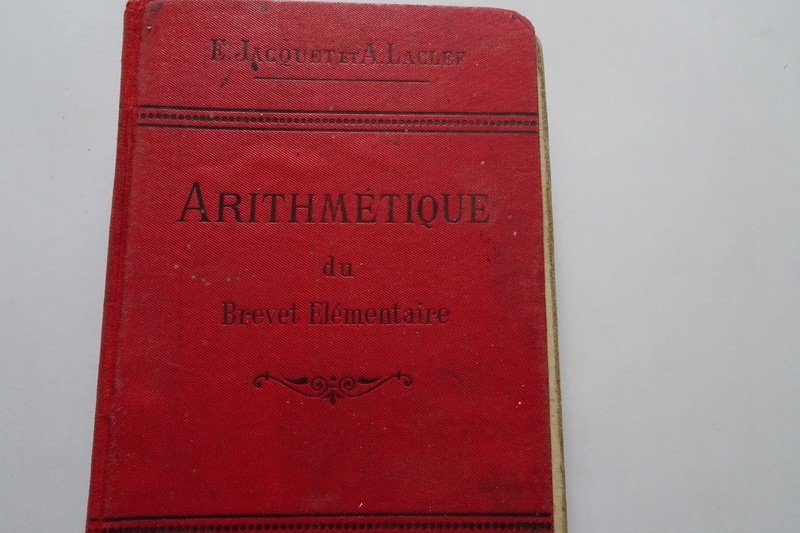 E. JACQUET ET A. LACLEF
ARITHMÉTIQUE
du
Brevet Elémentaire